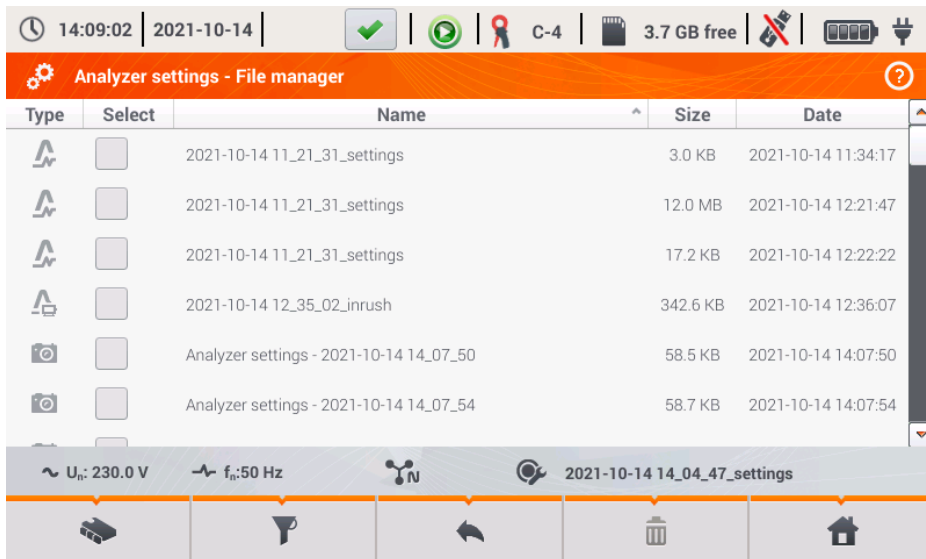 14:09:02 2021-10-14 C-4 3.7 GB free
Analyzer settings - File manager ?
Type Select Name Size Date
2021-10-14 11_21_31_settings 3.0 KB 2021-10-14 11:34:17
2021-10-14 11_21_31_settings 12.0 MB 2021-10-14 12:21:47
2021-10-14 11_21_31_settings 17.2 KB 2021-10-14 12:22:22
2021-10-14 12_35_02_inrush 342.6 KB 2021-10-14 12:36:07
Analyzer settings - 2021-10-14 14_07_50 58.5 KB 2021-10-14 14:07:50
Analyzer settings - 2021-10-14 14_07_54 58.7 KB 2021-10-14 14:07:54
Un: 230.0 V fn:50 Hz N 2021-10-14 14_04_47_settings